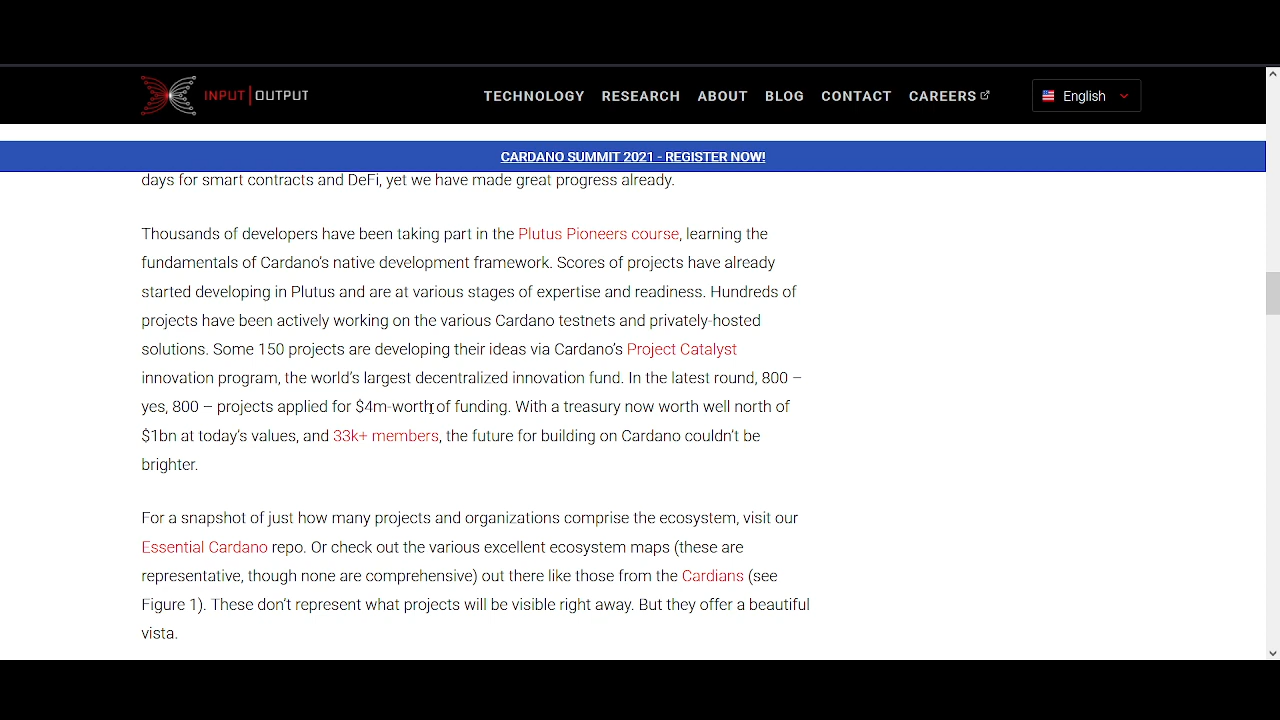 INPUT|OUTPUT
TECHNOLOGY RESEARCH ABOUT BLOG CONTACT CAREERS English
CARDANO SUMMIT 2021 - REGISTER NOW!
days for smart contracts and DeFi, yet we have made great progress already.
Thousands of developers have been taking part in the Plutus Pioneers course, learning the
fundamentals of Cardano’s native development framework. Scores of projects have already
started developing in Plutus and are at various stages of expertise and readiness. Hundreds of
projects have been actively working on the various Cardano testnets and privately-hosted
solutions. Some 150 projects are developing their ideas via Cardano’s Project Catalyst
innovation program, the world’s largest decentralized innovation fund. In the latest round, 800 –
yes, 800 – projects applied for $4m-worth of funding. With a treasury now worth well north of
$1bn at today’s values, and 33k+ members, the future for building on Cardano couldn’t be
brighter.
For a snapshot of just how many projects and organizations comprise the ecosystem, visit our
Essential Cardano repo. Or check out the various excellent ecosystem maps (these are
representative, though none are comprehensive) out there like those from the Cardians (see
Figure 1). These don’t represent what projects will be visible right away. But they offer a beautiful
vista.